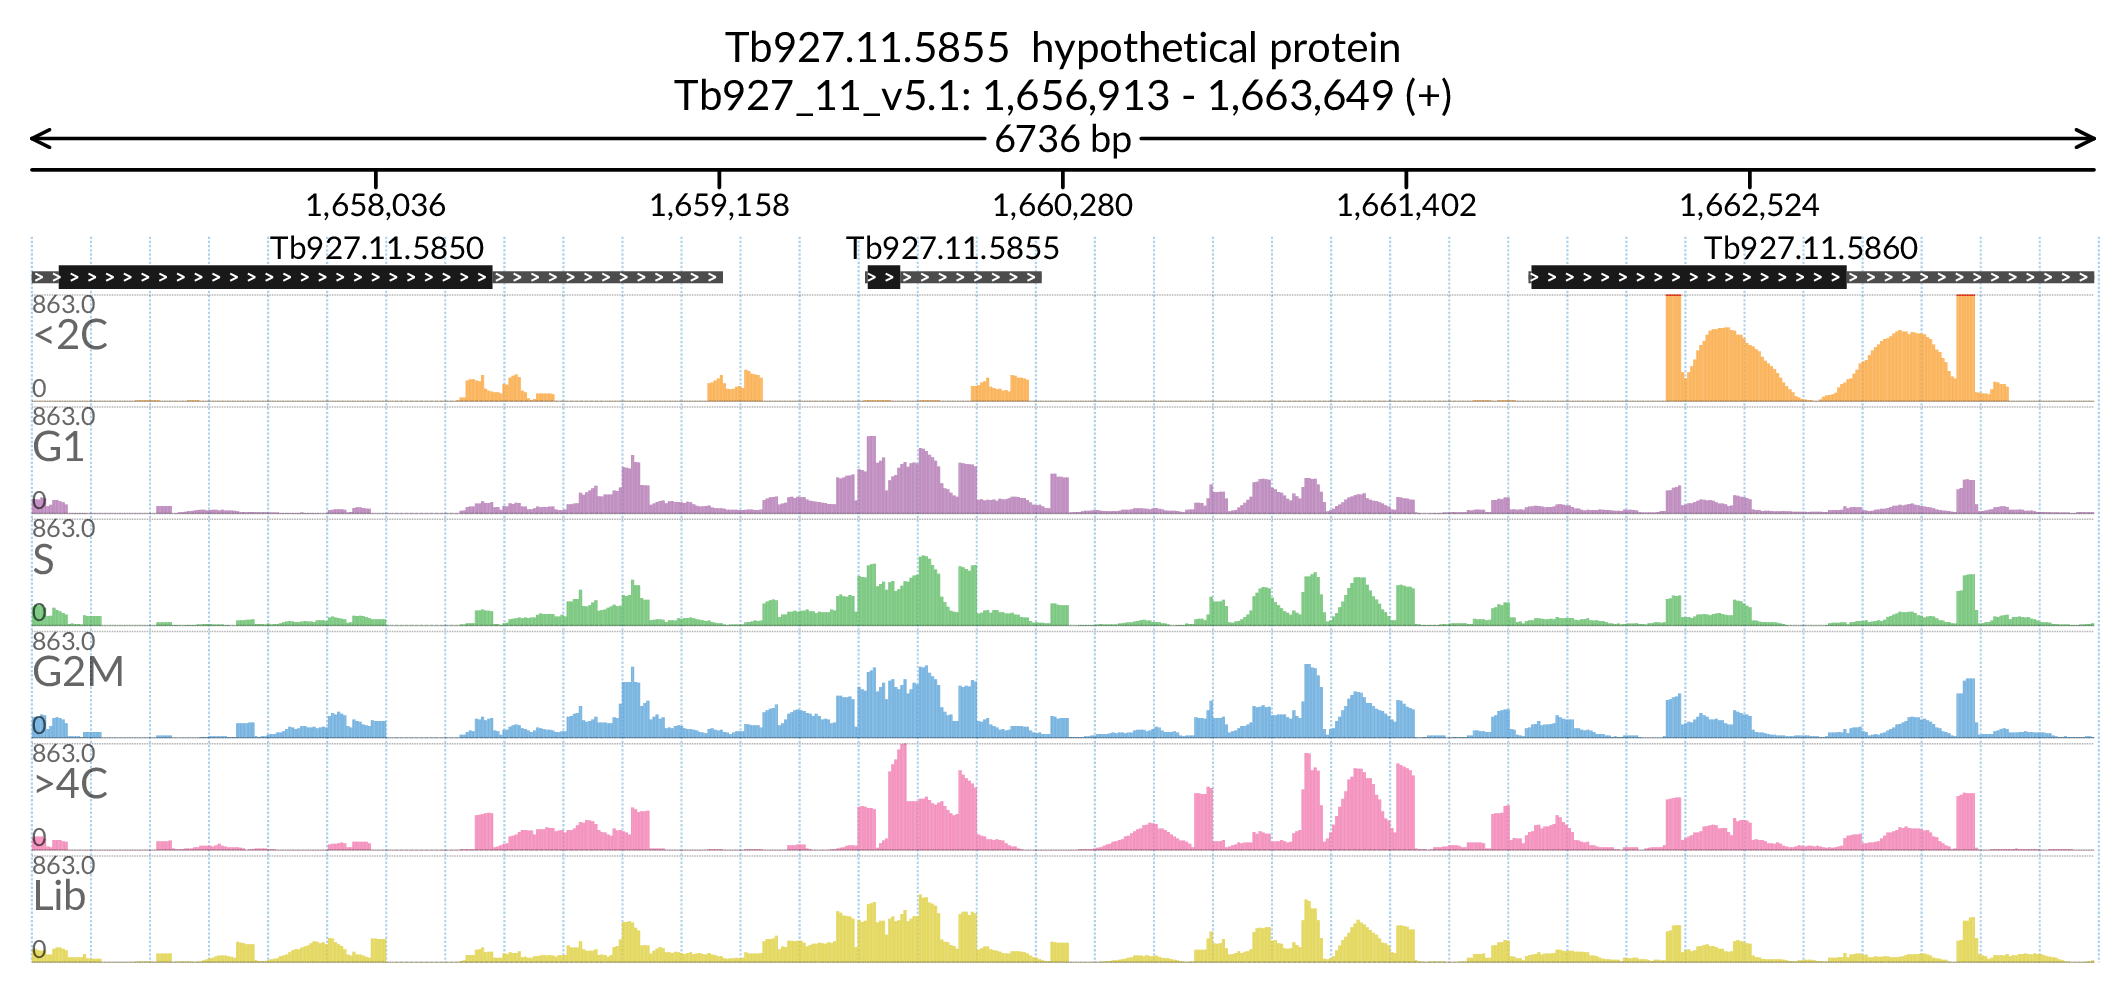 Tb927.11.5855  hypothetical protein
Tb927_11_v5.1: 1,656,913 - 1,663,649 (+)
6736 bp
1,658,036 1,659,158 1,660,280 1,661,402 1,662,524
Tb927.11.5850 Tb927.11.5855 Tb927.11.5860
863.0
<2C
0
863.0
G1
0
863.0
S
0
863.0
G2M
0
863.0
>4C
0
863.0
Lib
0